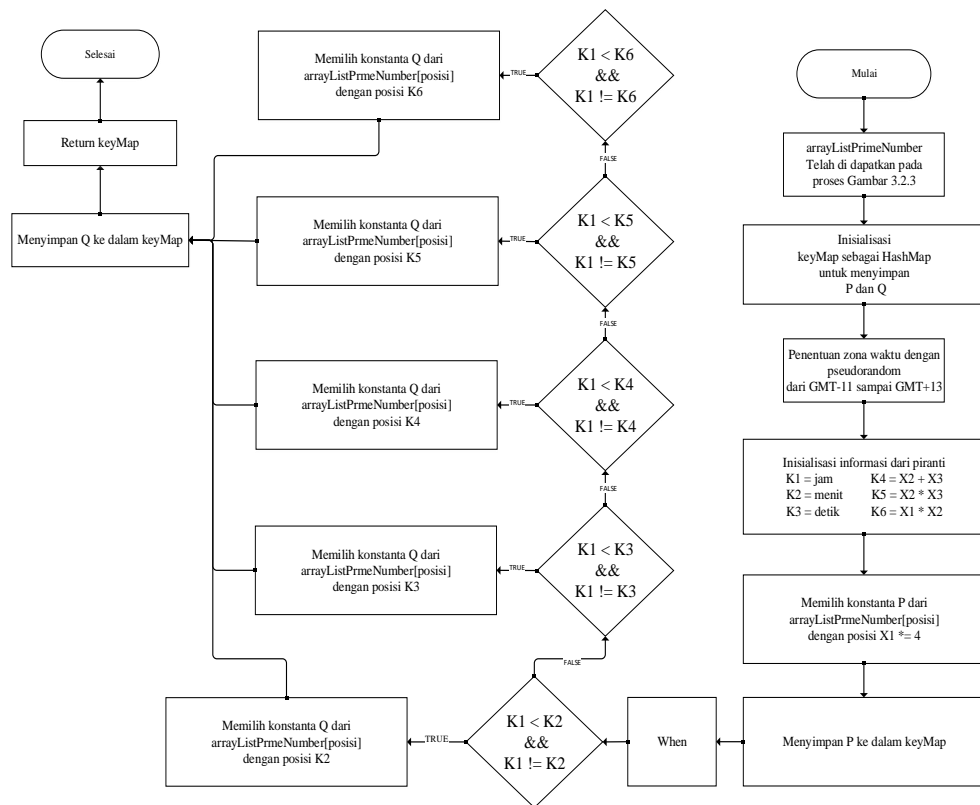 Mulai
arrayListPrimeNumber
Telah di dapatkan pada
proses Gambar 3.2.3
Inisialisasi
keyMap sebagai HashMap
untuk menyimpan
P dan Q
Penentuan zona waktu dengan
pseudorandom
dari GMT-11 sampai GMT+13
Inisialisasi informasi dari piranti
K1 = jam K4 = X2 + X3
K2 = menit K5 = X2 * X3
K3 = detik K6 = X1 * X2
Memilih konstanta P dari
arrayListPrmeNumber[posisi]
dengan posisi X1 *= 4
Menyimpan P ke dalam keyMap
When
K1 < K2
&&
K1 != K2
TRUE
Memilih konstanta Q dari
arrayListPrmeNumber[posisi]
dengan posisi K2
FALSE
K1 < K3
&&
K1 != K3
TRUE
Memilih konstanta Q dari
arrayListPrmeNumber[posisi]
dengan posisi K3
FALSE
K1 < K4
&&
K1 != K4
TRUE
Memilih konstanta Q dari
arrayListPrmeNumber[posisi]
dengan posisi K4
FALSE
K1 < K5
&&
K1 != K5
TRUE
Memilih konstanta Q dari
arrayListPrmeNumber[posisi]
dengan posisi K5
FALSE
K1 < K6
&&
K1 != K6
TRUE
Memilih konstanta Q dari
arrayListPrmeNumber[posisi]
dengan posisi K6
Menyimpan Q ke dalam keyMap
Return keyMap
Selesai